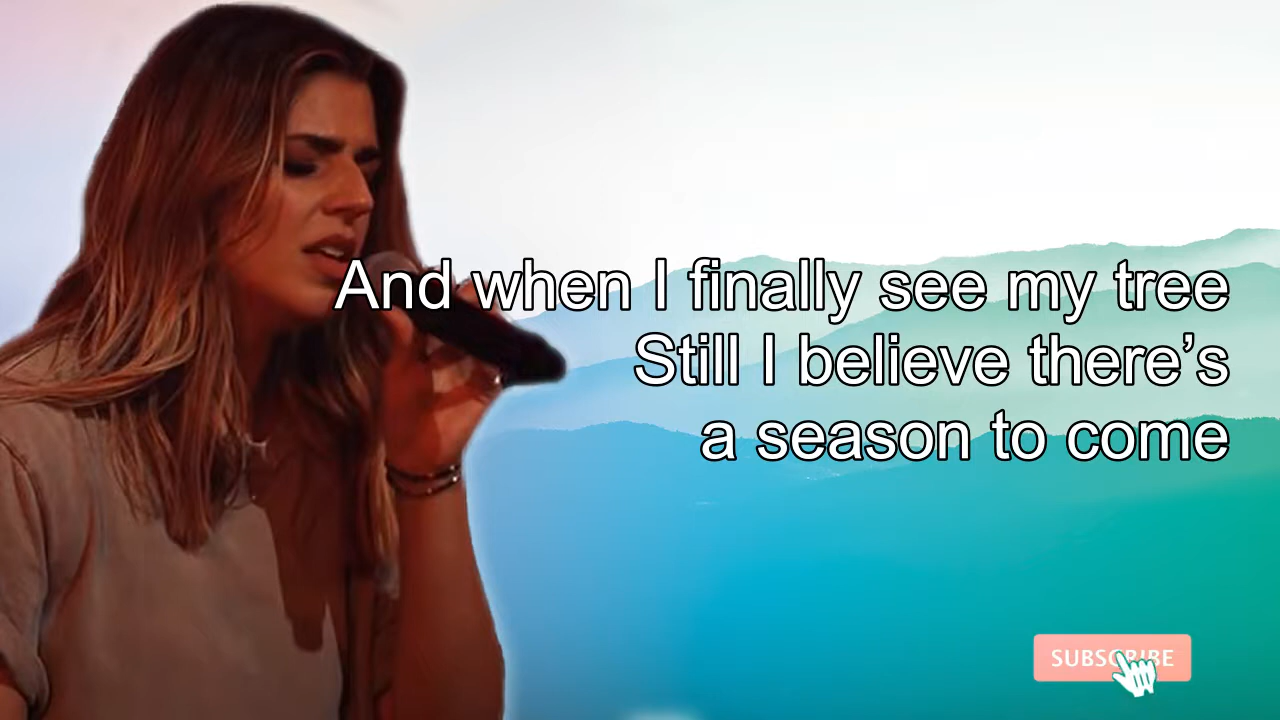 And when I finally see my tree
Still I believe there’s
a season to come
SUBSCRIBE